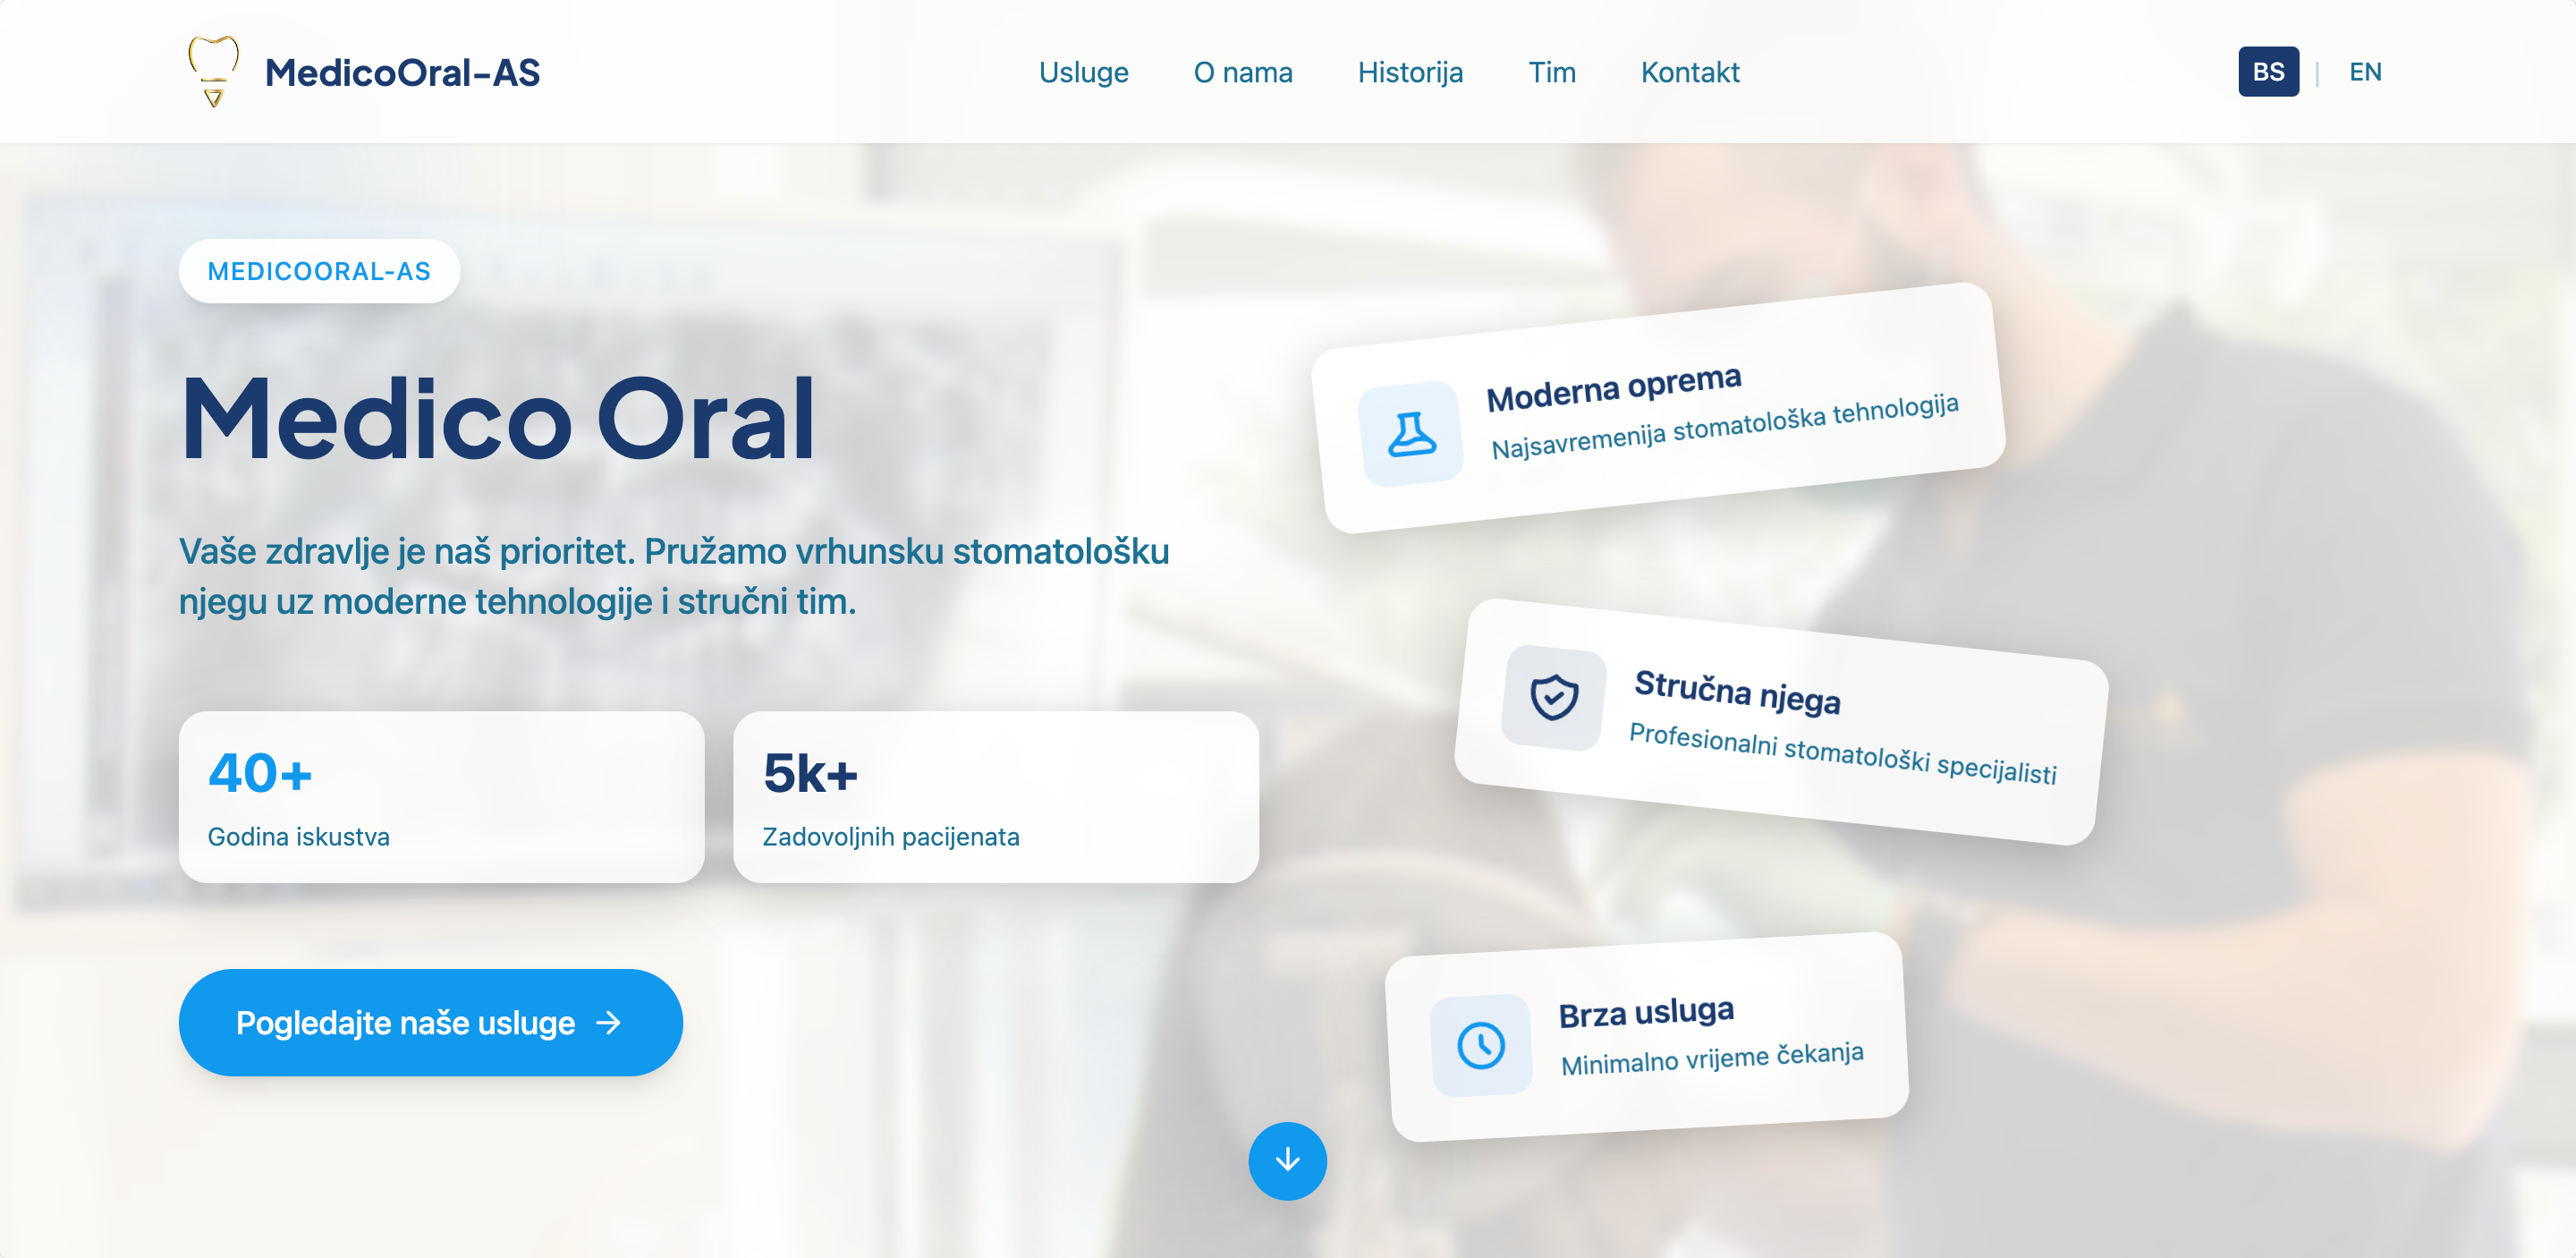 MedicoOral-AS
Usluge
O nama
Historija
Tim
Kontakt
BS | EN
MEDICOORAL-AS
Medico Oral
Vaše zdravlje je naš prioritet. Pružamo vrhunsku stomatološku
njegu uz moderne tehnologije i stručni tim.
40+
Godina iskustva
5k+
Zadovoljnih pacijenata
Pogledajte naše usluge
Moderna oprema
Najsavremenija stomatološka tehnologija
Stručna njega
Profesionalni stomatološki specijalisti
Brza usluga
Minimalno vrijeme čekanja